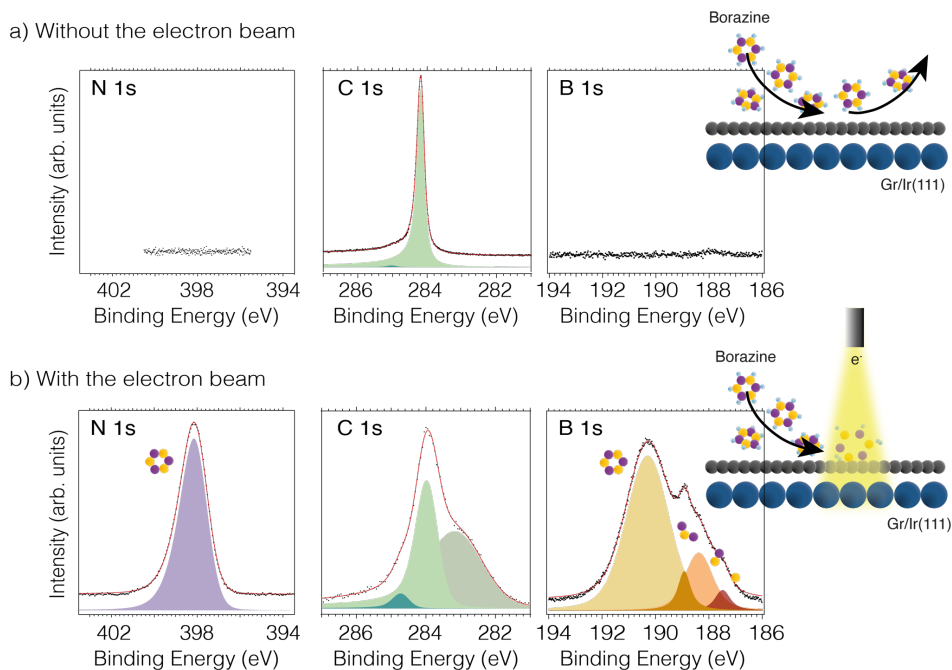 a) Without the electron beam
Borazine
N 1s
C 1s
B 1s
Intensity (arb. units)
Gr/Ir(111)
402 398 394
286 284 282
194 192 190 188 186
Binding Energy (eV)
Binding Energy (eV)
Binding Energy (eV)
b) With the electron beam
Borazine
e-
N 1s
C 1s
B 1s
Intensity (arb. units)
Gr/Ir(111)
402 398 394
286 284 282
194 192 190 188 186
Binding Energy (eV)
Binding Energy (eV)
Binding Energy (eV)